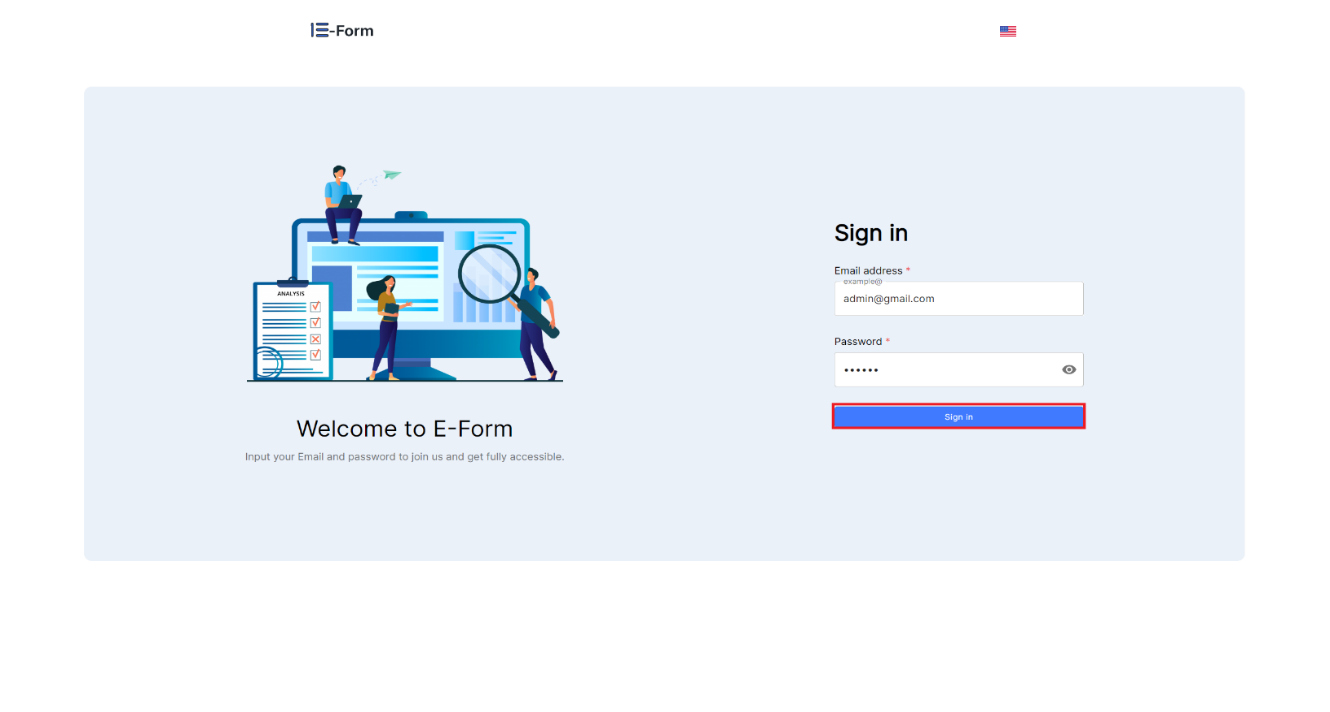 E-Form
Sign in
Email address *
example@
admin@gmail.com
Password *
••••••
Sign in
ANALYSIS
Welcome to E-Form
Input your Email and password to join us and get fully accessible.